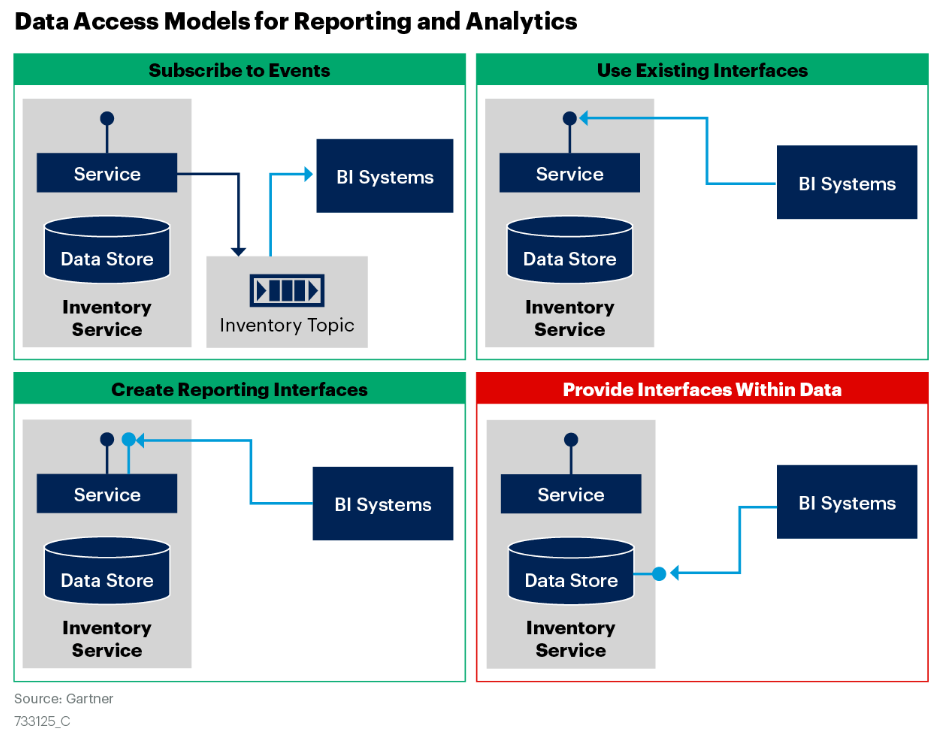 Data Access Models for Reporting and Analytics
Subscribe to Events
Service
Data Store
Inventory
Service
BI Systems
Inventory Topic
Use Existing Interfaces
Service
Data Store
Inventory
Service
BI Systems
Create Reporting Interfaces
Service
Data Store
Inventory
Service
BI Systems
Provide Interfaces Within Data
Service
Data Store
Inventory
Service
BI Systems
Source: Gartner
733125_C